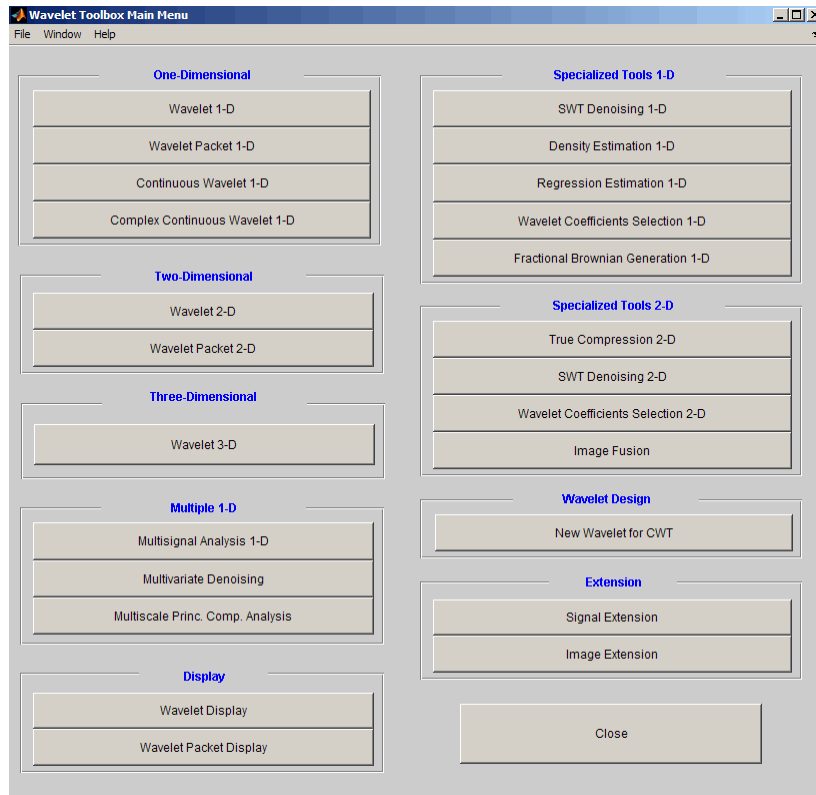 Wavelet Toolbox Main Menu
File Window Help
One-Dimensional
Wavelet 1-D
Wavelet Packet 1-D
Continuous Wavelet 1-D
Complex Continuous Wavelet 1-D
Two-Dimensional
Wavelet 2-D
Wavelet Packet 2-D
Three-Dimensional
Wavelet 3-D
Multiple 1-D
Multisignal Analysis 1-D
Multivariate Denoising
Multiscale Princ. Comp. Analysis
Display
Wavelet Display
Wavelet Packet Display
Specialized Tools 1-D
SWT Denoising 1-D
Density Estimation 1-D
Regression Estimation 1-D
Wavelet Coefficients Selection 1-D
Fractional Brownian Generation 1-D
Specialized Tools 2-D
True Compression 2-D
SWT Denoising 2-D
Wavelet Coefficients Selection 2-D
Image Fusion
Wavelet Design
New Wavelet for CWT
Extension
Signal Extension
Image Extension
Close